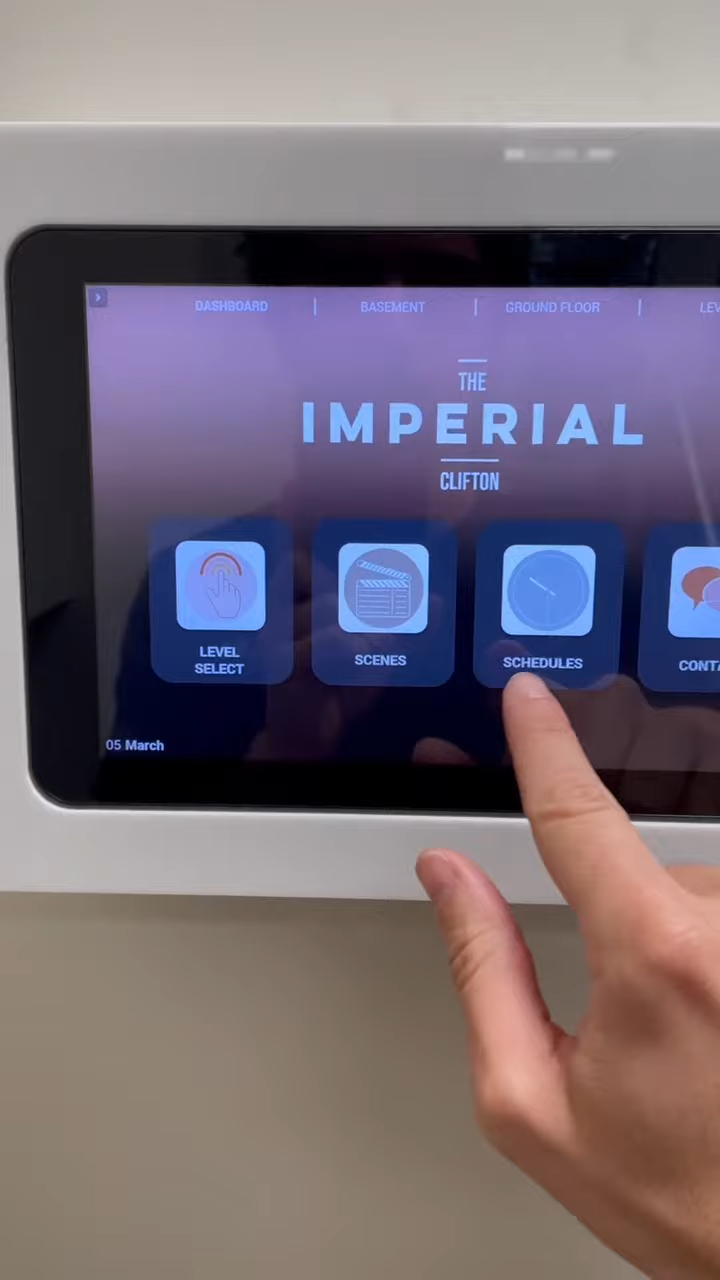 DASHBOARD | BASEMENT | GROUND FLOOR |
THE
IMPERIAL
CLIFTON
LEVEL
SELECT
SCENES
SCHEDULES
05 March